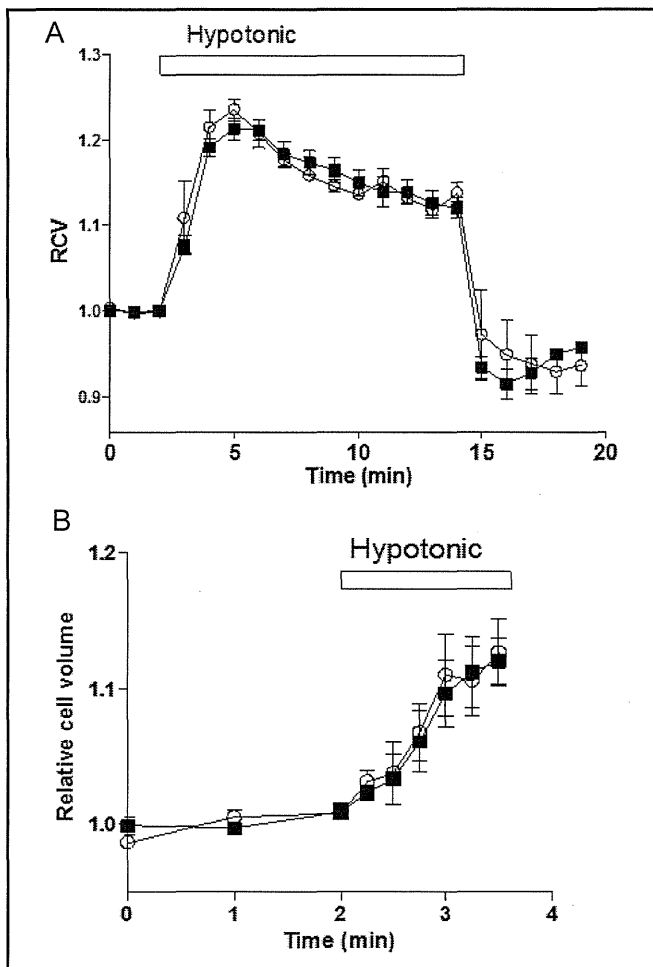 A
Hypotonic
1.3
1.2
1.1
1.0
0.9
RCV
0
5
10
15
20
Time (min)
B
Hypotonic
1.2
1.1
1.0
Relative cell volume
0
1
2
3
4
Time (min)